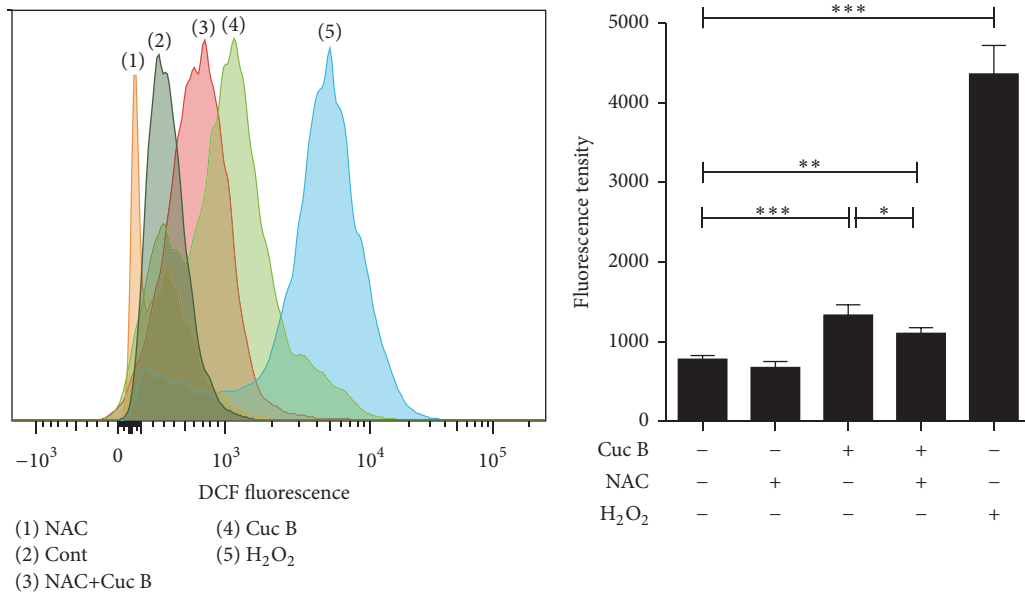 (1)
(2)
(3)
(4)
(5)
−10³
0
10³
10⁴
10⁵
DCF fluorescence
(1) NAC
(2) Cont
(3) NAC+Cuc B
(4) Cuc B
(5) H₂O₂
Fluorescence tensity
5000
4000
3000
2000
1000
0
***
**
*** *
Cuc B − − + + −
NAC − + − + −
H₂O₂ − − − − +